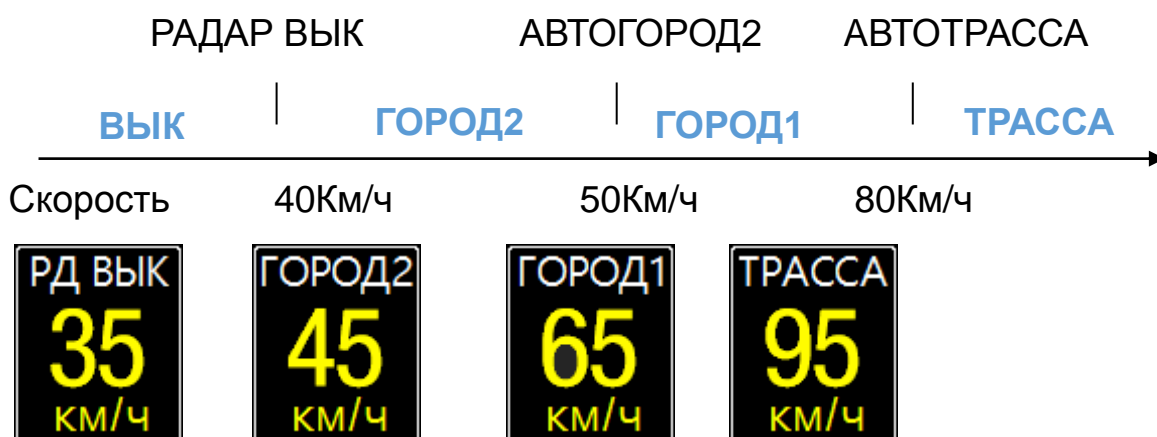 РАДАР ВЫК АВТОГОРОД2 АВТОТРАССА
ВЫК ГОРОД2 ГОРОД1 ТРАССА
Скорость 40Км/ч 50Км/ч 80Км/ч
РД ВЫК ГОРОД2 ГОРОД1 ТРАССА
35 45 65 95
км/ч км/ч км/ч км/ч